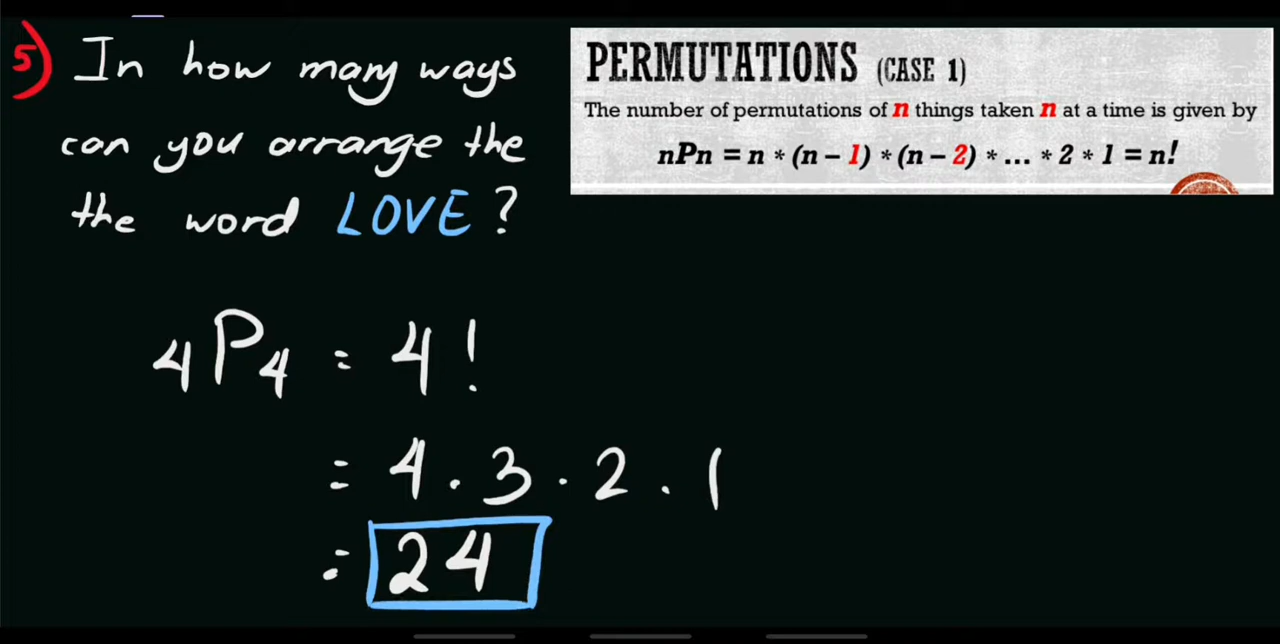 5) In how many ways
can you arrange the
the word LOVE?
PERMUTATIONS (CASE 1)
The number of permutations of n things taken n at a time is given by
nPn = n * (n – 1) * (n – 2) * ... * 2 * 1 = n!
4P4 = 4!
= 4 . 3 . 2 . 1
= 24